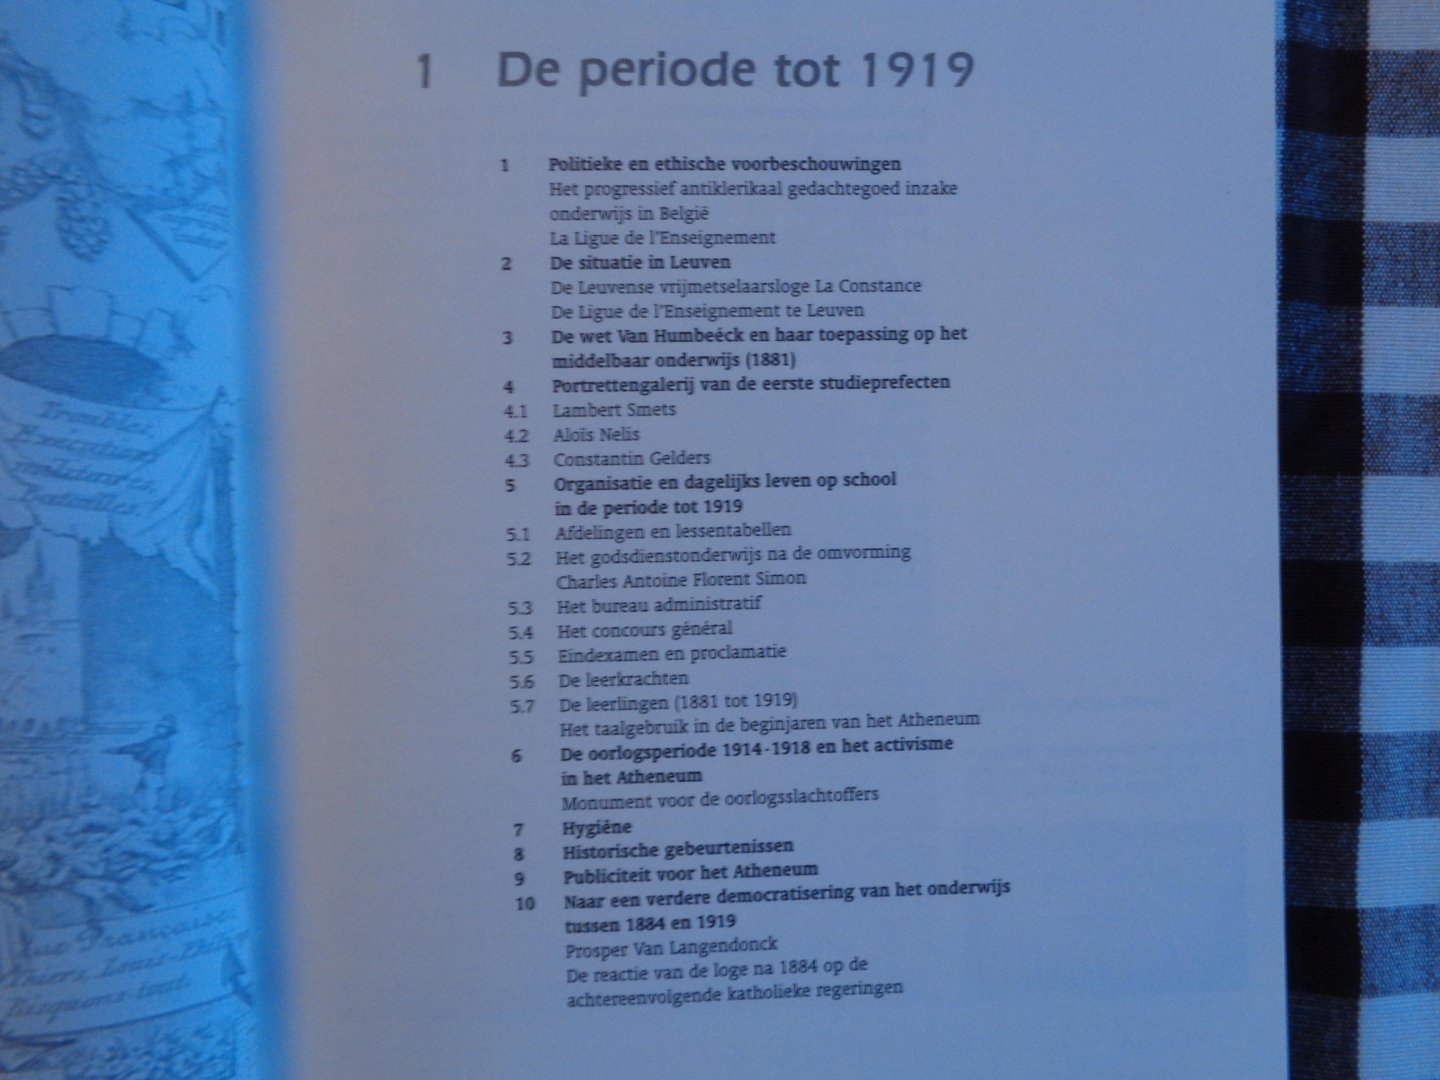 Troubles,
Bataille.
1 De periode tot 1919
1 Politieke en ethische voorbeschouwingen
Het progressief antiklerikaal gedachtegoed inzake
onderwijs in België
La Ligue de l'Enseignement
2 De situatie in Leuven
De Leuvense vrijmetselaarsloge La Constance
De Ligue de l'Enseignement te Leuven
3 De wet Van Humbeéck en haar toepassing op het
middelbaar onderwijs (1881)
4 Portrettengalerij van de eerste studieprefecten
4.1 Lambert Smets
4.2 Aloïs Nelis
4.3 Constantin Gelders
5 Organisatie en dagelijks leven op school
in de periode tot 1919
5.1 Afdelingen en lessentabellen
5.2 Het godsdienstonderwijs na de omvorming
Charles Antoine Florent Simon
5.3 Het bureau administratif
5.4 Het concours général
5.5 Eindexamen en proclamatie
5.6 De leerkrachten
5.7 De leerlingen (1881 tot 1919)
Het taalgebruik in de beginjaren van het Atheneum
6 De oorlogsperiode 1914-1918 en het activisme
in het Atheneum
Monument voor de oorlogsslachtoffers
7 Hygiëne
8 Historische gebeurtenissen
9 Publiciteit voor het Atheneum
10 Naar een verdere democratisering van het onderwijs
tussen 1884 en 1919
Prosper Van Langendonck
De reactie van de loge na 1884 op de
achtereenvolgende katholieke regeringen